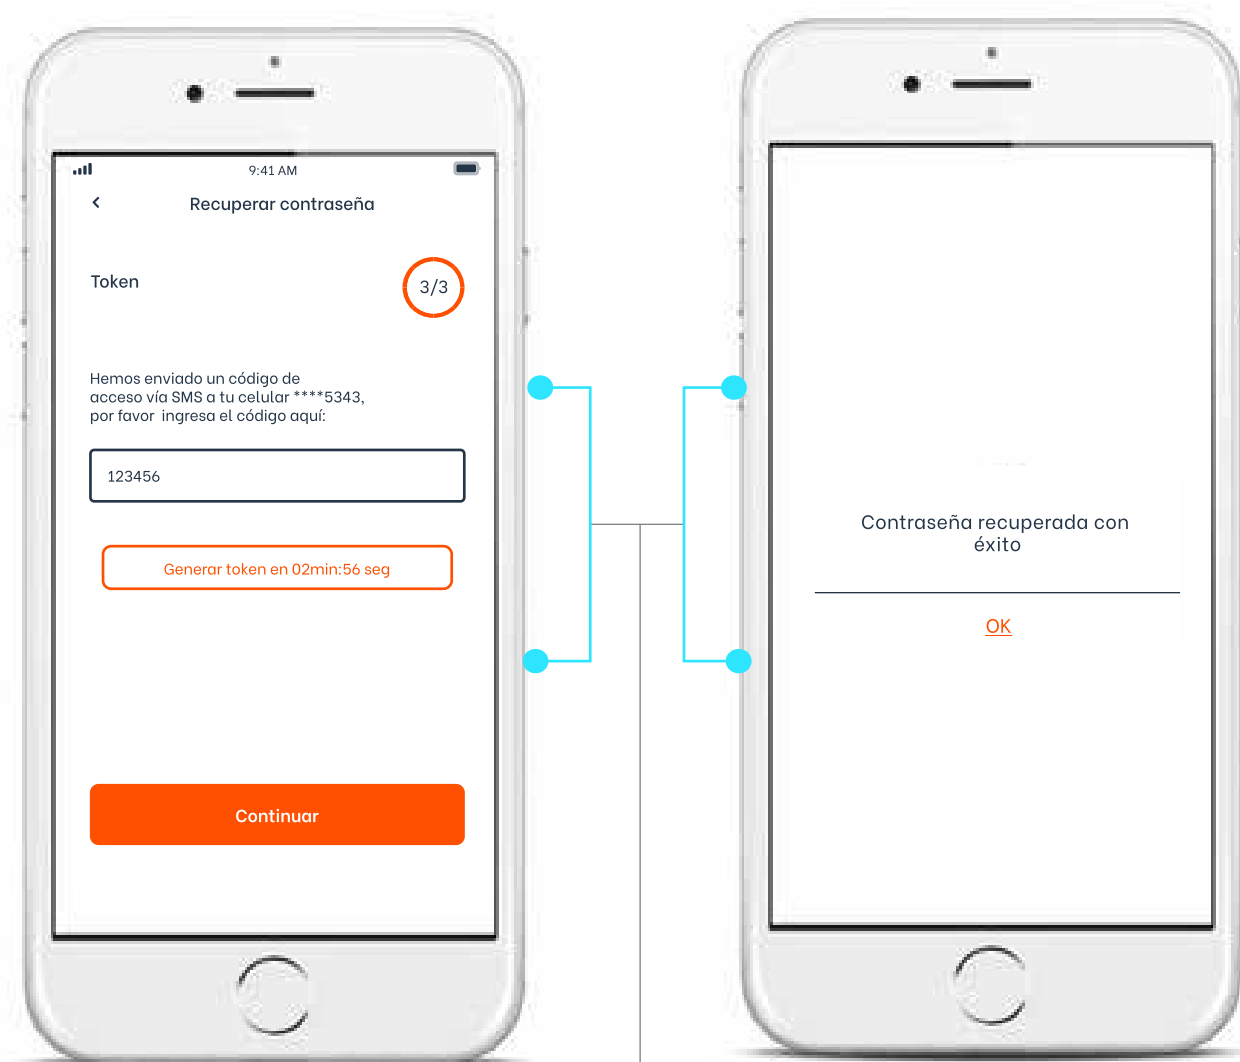 9:41 AM
Recuperar contraseña
Token
3/3
Hemos enviado un código de
acceso vía SMS a tu celular ****5343,
por favor ingresa el código aquí:
123456
Generar token en 02min:56 seg
Continuar
Contraseña recuperada con
éxito
OK